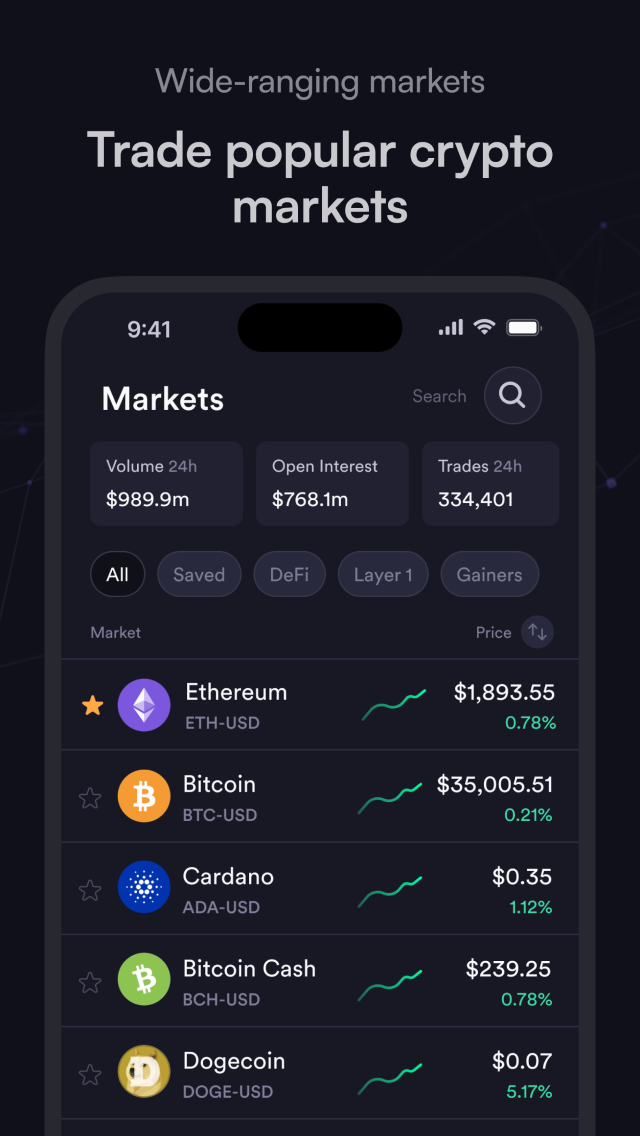 Wide-ranging markets
Trade popular crypto
markets
9:41
Markets
Search
Volume 24h
$989.9m
Open Interest
$768.1m
Trades 24h
334,401
All
Saved
DeFi
Layer 1
Gainers
Market
Price
Ethereum
$1,893.55
ETH-USD
0.78%
Bitcoin
$35,005.51
BTC-USD
0.21%
Cardano
$0.35
ADA-USD
1.12%
Bitcoin Cash
$239.25
BCH-USD
0.78%
Dogecoin
$0.07
DOGE-USD
5.17%